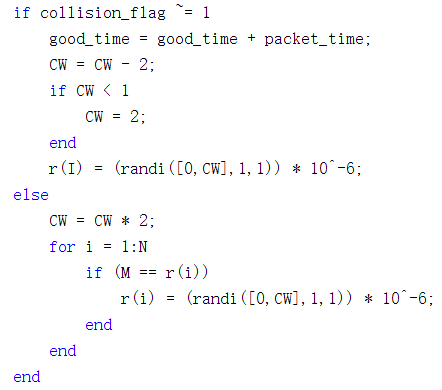 if collision_flag ~= 1
    good_time = good_time + packet_time;
    CW = CW - 2;
    if CW < 1
        CW = 2;
    end
    r(I) = (randi([0,CW],1,1)) * 10^-6;
else
    CW = CW * 2;
    for i = 1:N
        if (M == r(i))
            r(i) = (randi([0,CW],1,1)) * 10^-6;
        end
    end
end